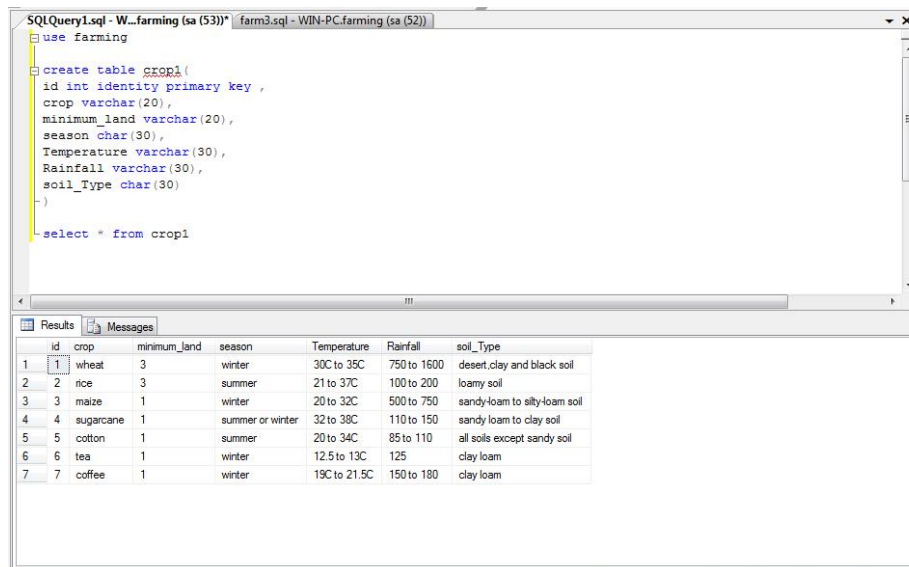 SQLQuery1.sql - W...farming (sa (53))* farm3.sql - WIN-PC.farming (sa (52))
use farming
create table crop1(
id int identity primary key ,
crop varchar(20),
minimum_land varchar(20),
season char(30),
Temperature varchar(30),
Rainfall varchar(30),
soil_Type char(30)
)
select * from crop1
Results Messages
id crop minimum_land season Temperature Rainfall soil_Type
1 1 wheat 3 winter 30C to 35C 750 to 1600 desert,clay and black soil
2 2 rice 3 summer 21 to 37C 100 to 200 loamy soil
3 3 maize 1 winter 20 to 32C 500 to 750 sandy-loam to silty-loam soil
4 4 sugarcane 1 summer or winter 32 to 38C 110 to 150 sandy loam to clay soil
5 5 cotton 1 summer 20 to 34C 85 to 110 all soils except sandy soil
6 6 tea 1 winter 12.5 to 13C 125 clay loam
7 7 coffee 1 winter 19C to 21.5C 150 to 180 clay loam